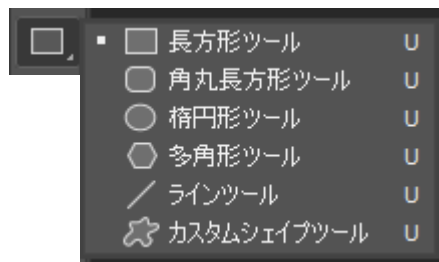 長方形ツール U
角丸長方形ツール U
楕円形ツール U
多角形ツール U
ラインツール U
カスタムシェイプツール U